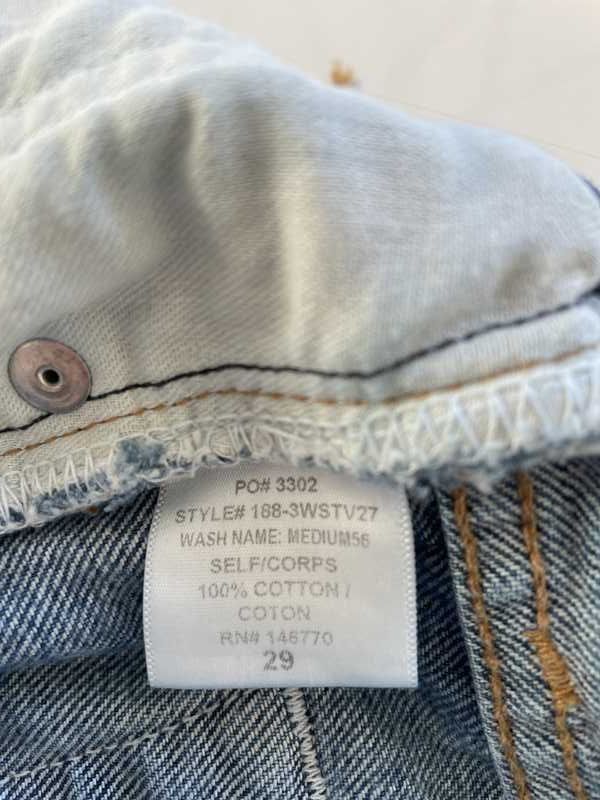 PO# 3302
STYLE# 188-3WSTV27
WASH NAME: MEDIUM56
SELF/CORPS
100% COTTON /
COTON
RN# 146770
29